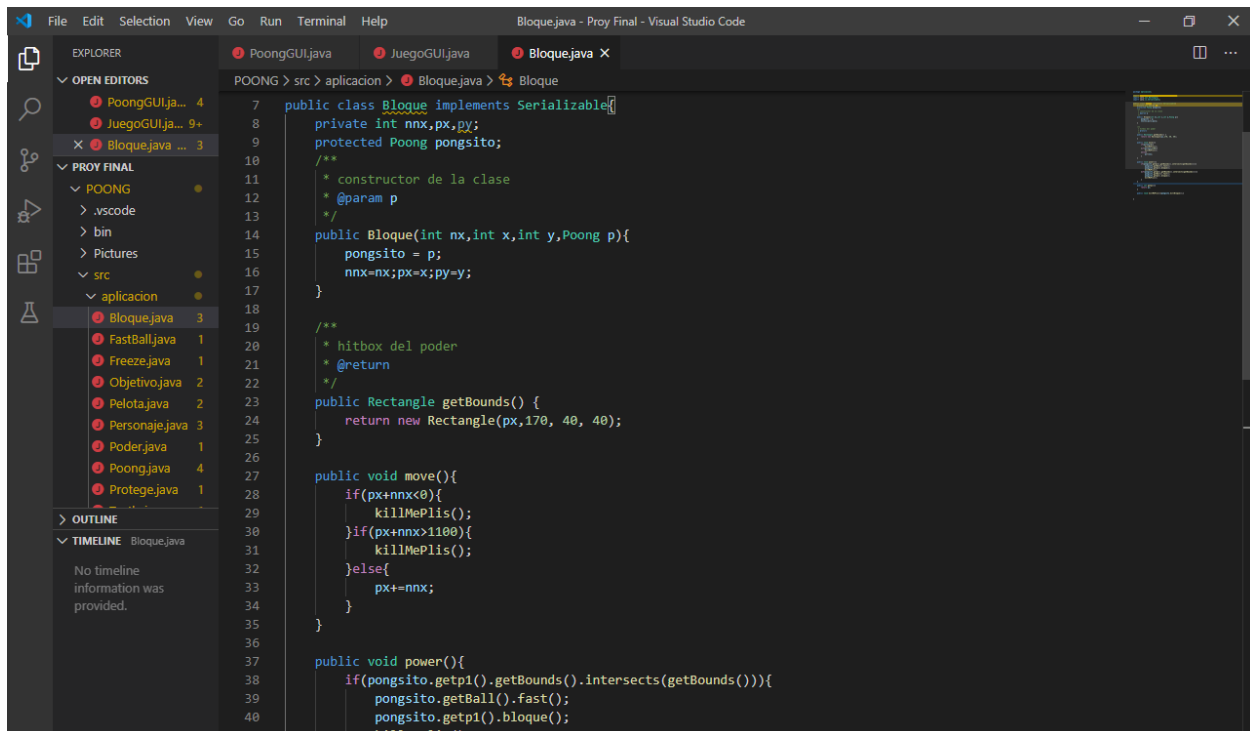 File Edit Selection View Go Run Terminal Help Bloque.java - Proy Final - Visual Studio Code
EXPLORER
OPEN EDITORS
PoongGUI.ja... 4
JuegoGUI.ja... 9+
Bloque.java ... 3
PROY FINAL
POONG
.vscode
bin
Pictures
src
aplicacion
Bloque.java 3
FastBall.java 1
Freeze.java 1
Objetivo.java 2
Pelota.java 2
Personaje.java 3
Poder.java 1
Poong.java 4
Protege.java 1
OUTLINE
TIMELINE Bloque.java
No timeline
information was
provided.
PoongGUI.java JuegoGUI.java Bloque.java
POONG > src > aplicacion > Bloque.java > Bloque
7 public class Bloque implements Serializable{
8 private int nnx,px,py;
9 protected Poong pongsito;
10 /**
11 * constructor de la clase
12 * @param p
13 */
14 public Bloque(int nx,int x,int y,Poong p){
15 pongsito = p;
16 nnx=nx;px=x;py=y;
17 }
18
19 /**
20 * hitbox del poder
21 * @return
22 */
23 public Rectangle getBounds() {
24 return new Rectangle(px,170, 40, 40);
25 }
26
27 public void move(){
28 if(px+nnx<0){
29 killMePlis();
30 }if(px+nnx>1100){
31 killMePlis();
32 }else{
33 px+=nnx;
34 }
35 }
36
37 public void power(){
38 if(pongsito.getp1().getBounds().intersects(getBounds())){
39 pongsito.getBall().fast();
40 pongsito.getp1().bloque();